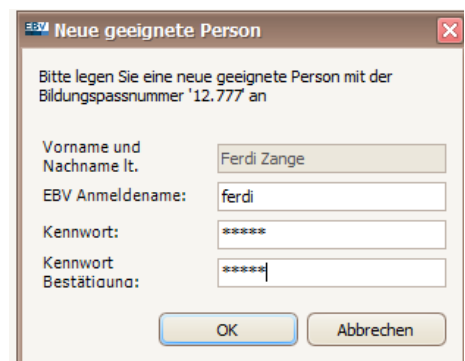 EBV Neue geeignete Person
Bitte legen Sie eine neue geeignete Person mit der
Bildungspassnummer '12.777' an
Vorname und
Nachname lt.
Ferdi Zange
EBV Anmeldename:
ferdi
Kennwort:
*****
Kennwort
Bestätigung:
*****
OK
Abbrechen